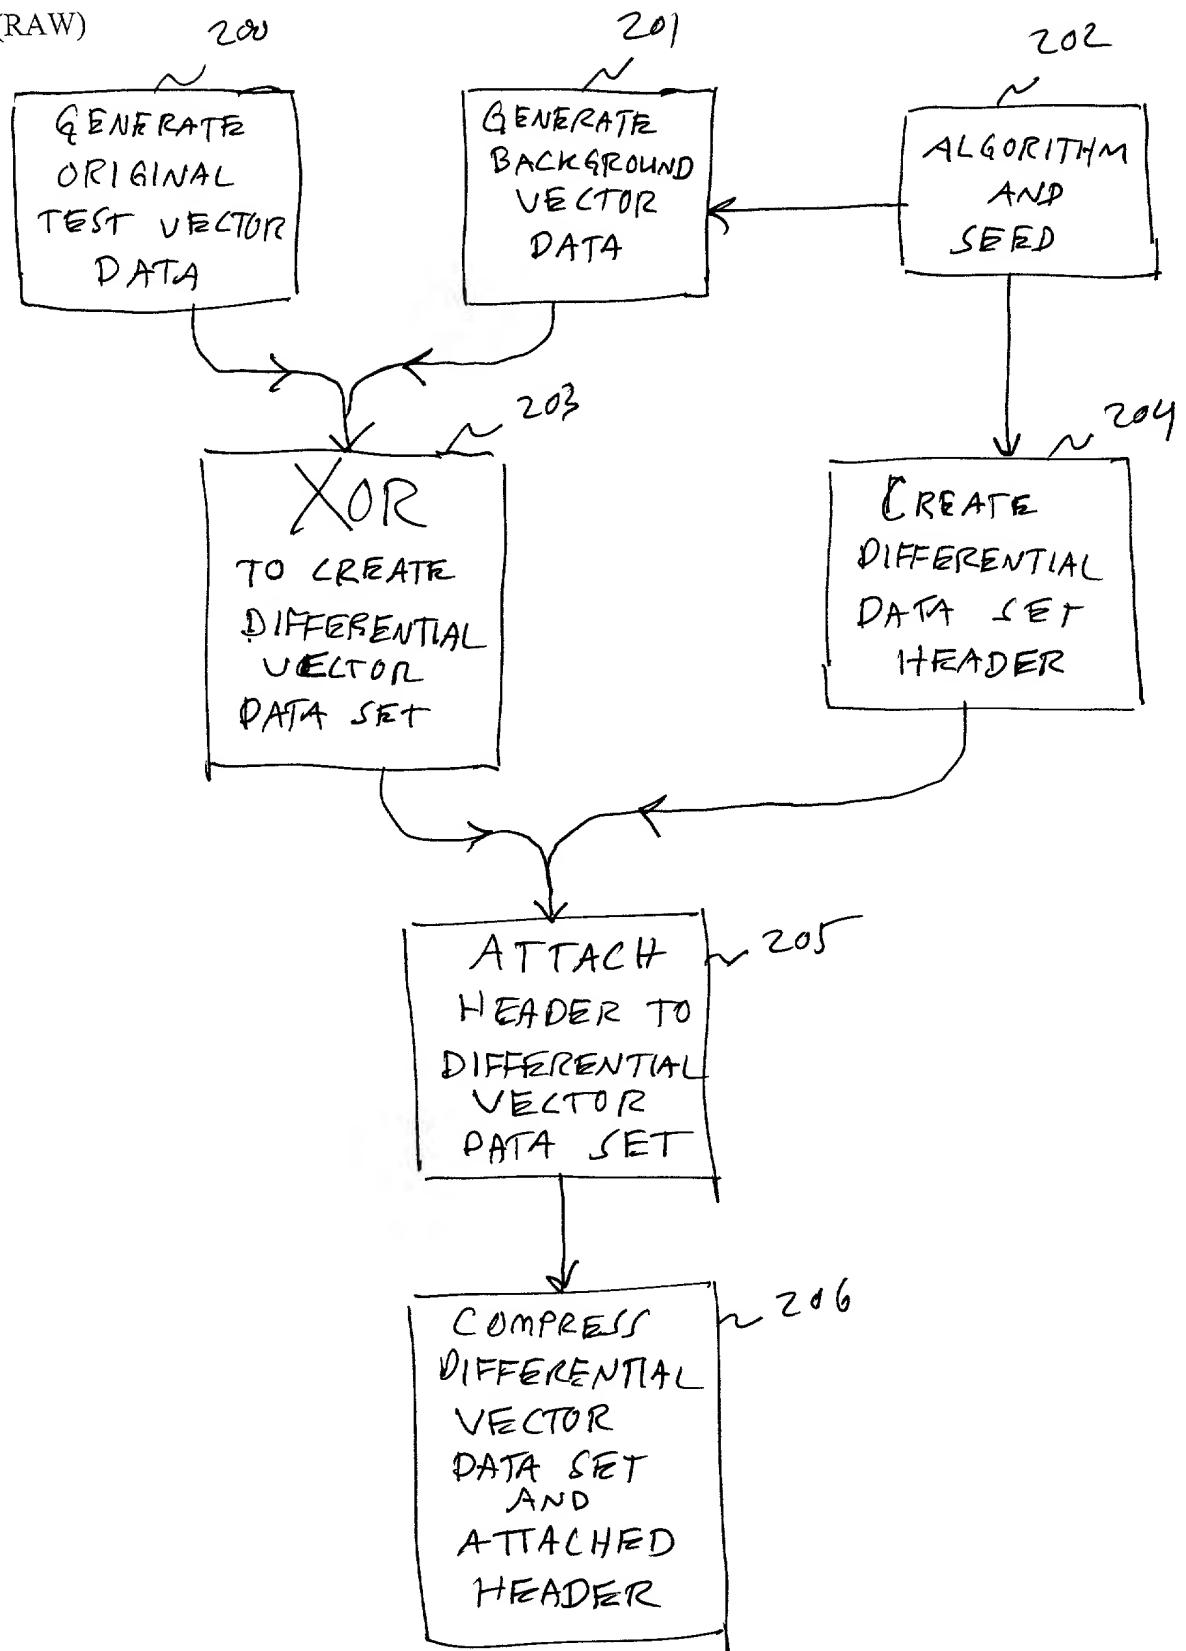 (RAW)
200
GENERATE
ORIGINAL
TEST VECTOR
DATA
201
GENERATE
BACKGROUND
VECTOR
DATA
202
ALGORITHM
AND
SEED
203
XOR
TO CREATE
DIFFERENTIAL
VECTOR
DATA SET
204
CREATE
DIFFERENTIAL
DATA SET
HEADER
205
ATTACH
HEADER TO
DIFFERENTIAL
VECTOR
DATA SET
206
COMPRESS
DIFFERENTIAL
VECTOR
DATA SET
AND
ATTACHED
HEADER